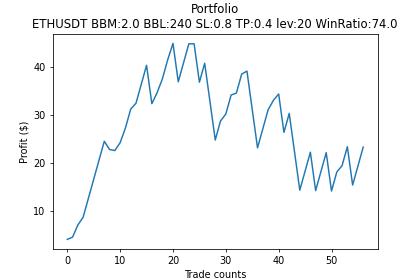 Portfolio
ETHUSDT BBM:2.0 BBL:240 SL:0.8 TP:0.4 lev:20 WinRatio:74.0
40
30
20
10
Profit ($)
0 10 20 30 40 50
Trade counts